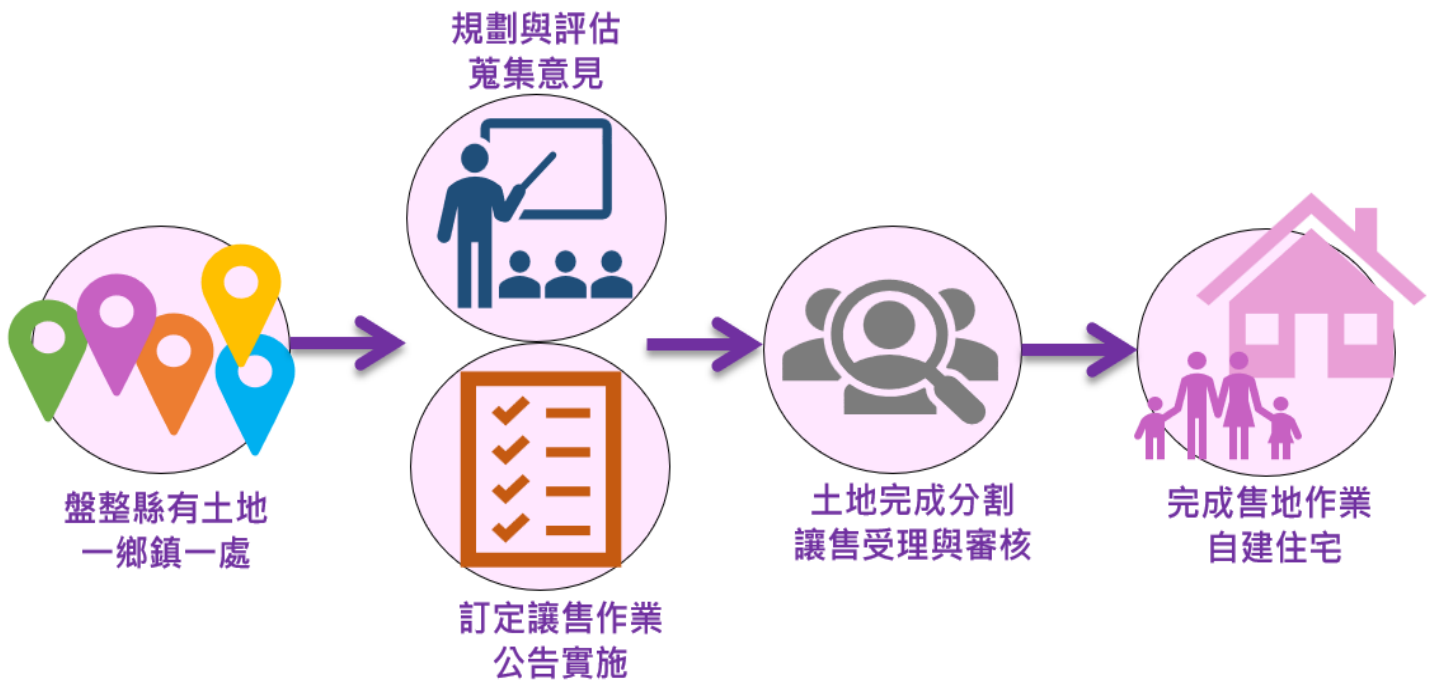 盤整縣有土地
一鄉鎮一處
規劃與評估
蒐集意見
訂定讓售作業
公告實施
土地完成分割
讓售受理與審核
完成售地作業
自建住宅